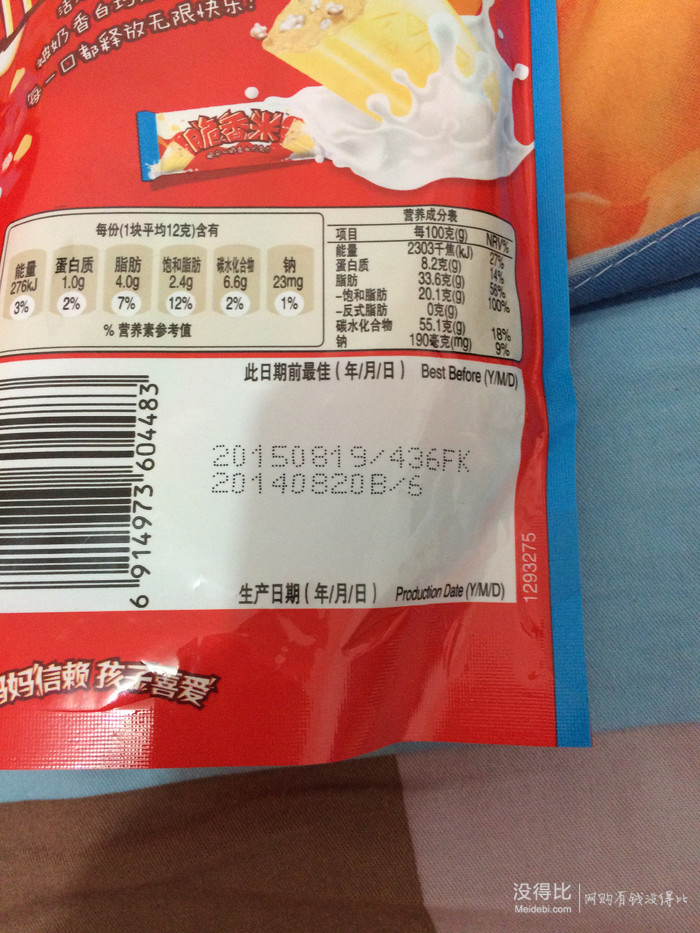 奶香白
每一口都释放无限快乐!
脆香米
每份(1块平均12克)含有
能量 蛋白质 脂肪 饱和脂肪 碳水化合物 钠
276kJ 1.0g 4.0g 2.4g 6.6g 23mg
3% 2% 7% 12% 2% 1%
% 营养素参考值
营养成分表
项目 每100克(g) NRV%
能量 2303千焦(kJ) 27%
蛋白质 8.2克(g) 14%
脂肪 33.6克(g) 56%
-饱和脂肪 20.1克(g) 100%
-反式脂肪 0克(g)
碳水化合物 55.1克(g) 18%
钠 190毫克(mg) 9%
此日期前最佳(年/月/日) Best Before (Y/M/D)
20150819/436FK
20140820B/6
生产日期(年/月/日) Production Date (Y/M/D)
6 914973 604483
1293275
妈妈信赖 孩子喜爱
没得比 网购省钱没得比
Meidebi.com